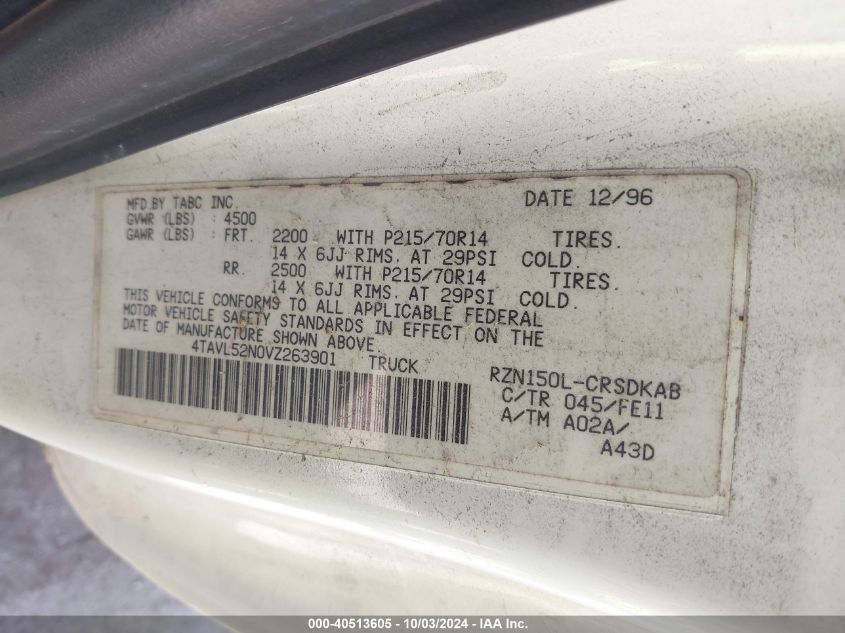 MFD.BY TABC INC. DATE 12/96
GVWR (LBS) : 4500
GAWR (LBS) : FRT. 2200 WITH P215/70R14 TIRES.
14 X 6JJ RIMS. AT 29PSI COLD.
RR. 2500 WITH P215/70R14 TIRES.
14 X 6JJ RIMS. AT 29PSI COLD.
THIS VEHICLE CONFORMS TO ALL APPLICABLE FEDERAL
MOTOR VEHICLE SAFETY STANDARDS IN EFFECT ON THE
DATE OF MANUFACTURE SHOWN ABOVE.
4TAVL52N0VZ263901 TRUCK
RZN150L-CRSDKAB
C/TR 045/FE11
A/TM A02A/
A43D
000-40513605 - 10/03/2024 - IAA Inc.